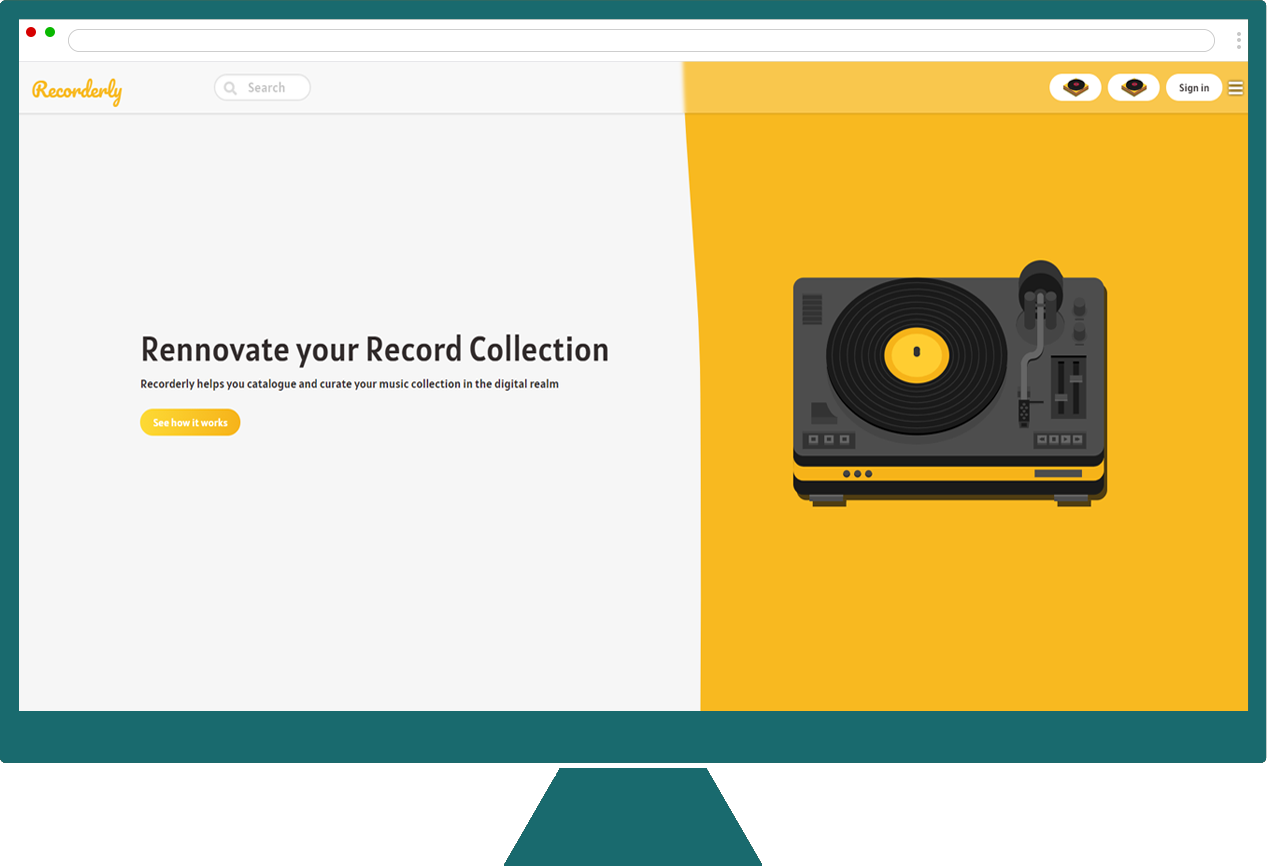 Recorderly
Search
Sign in
Rennovate your Record Collection
Recorderly helps you catalogue and curate your music collection in the digital realm
See how it works